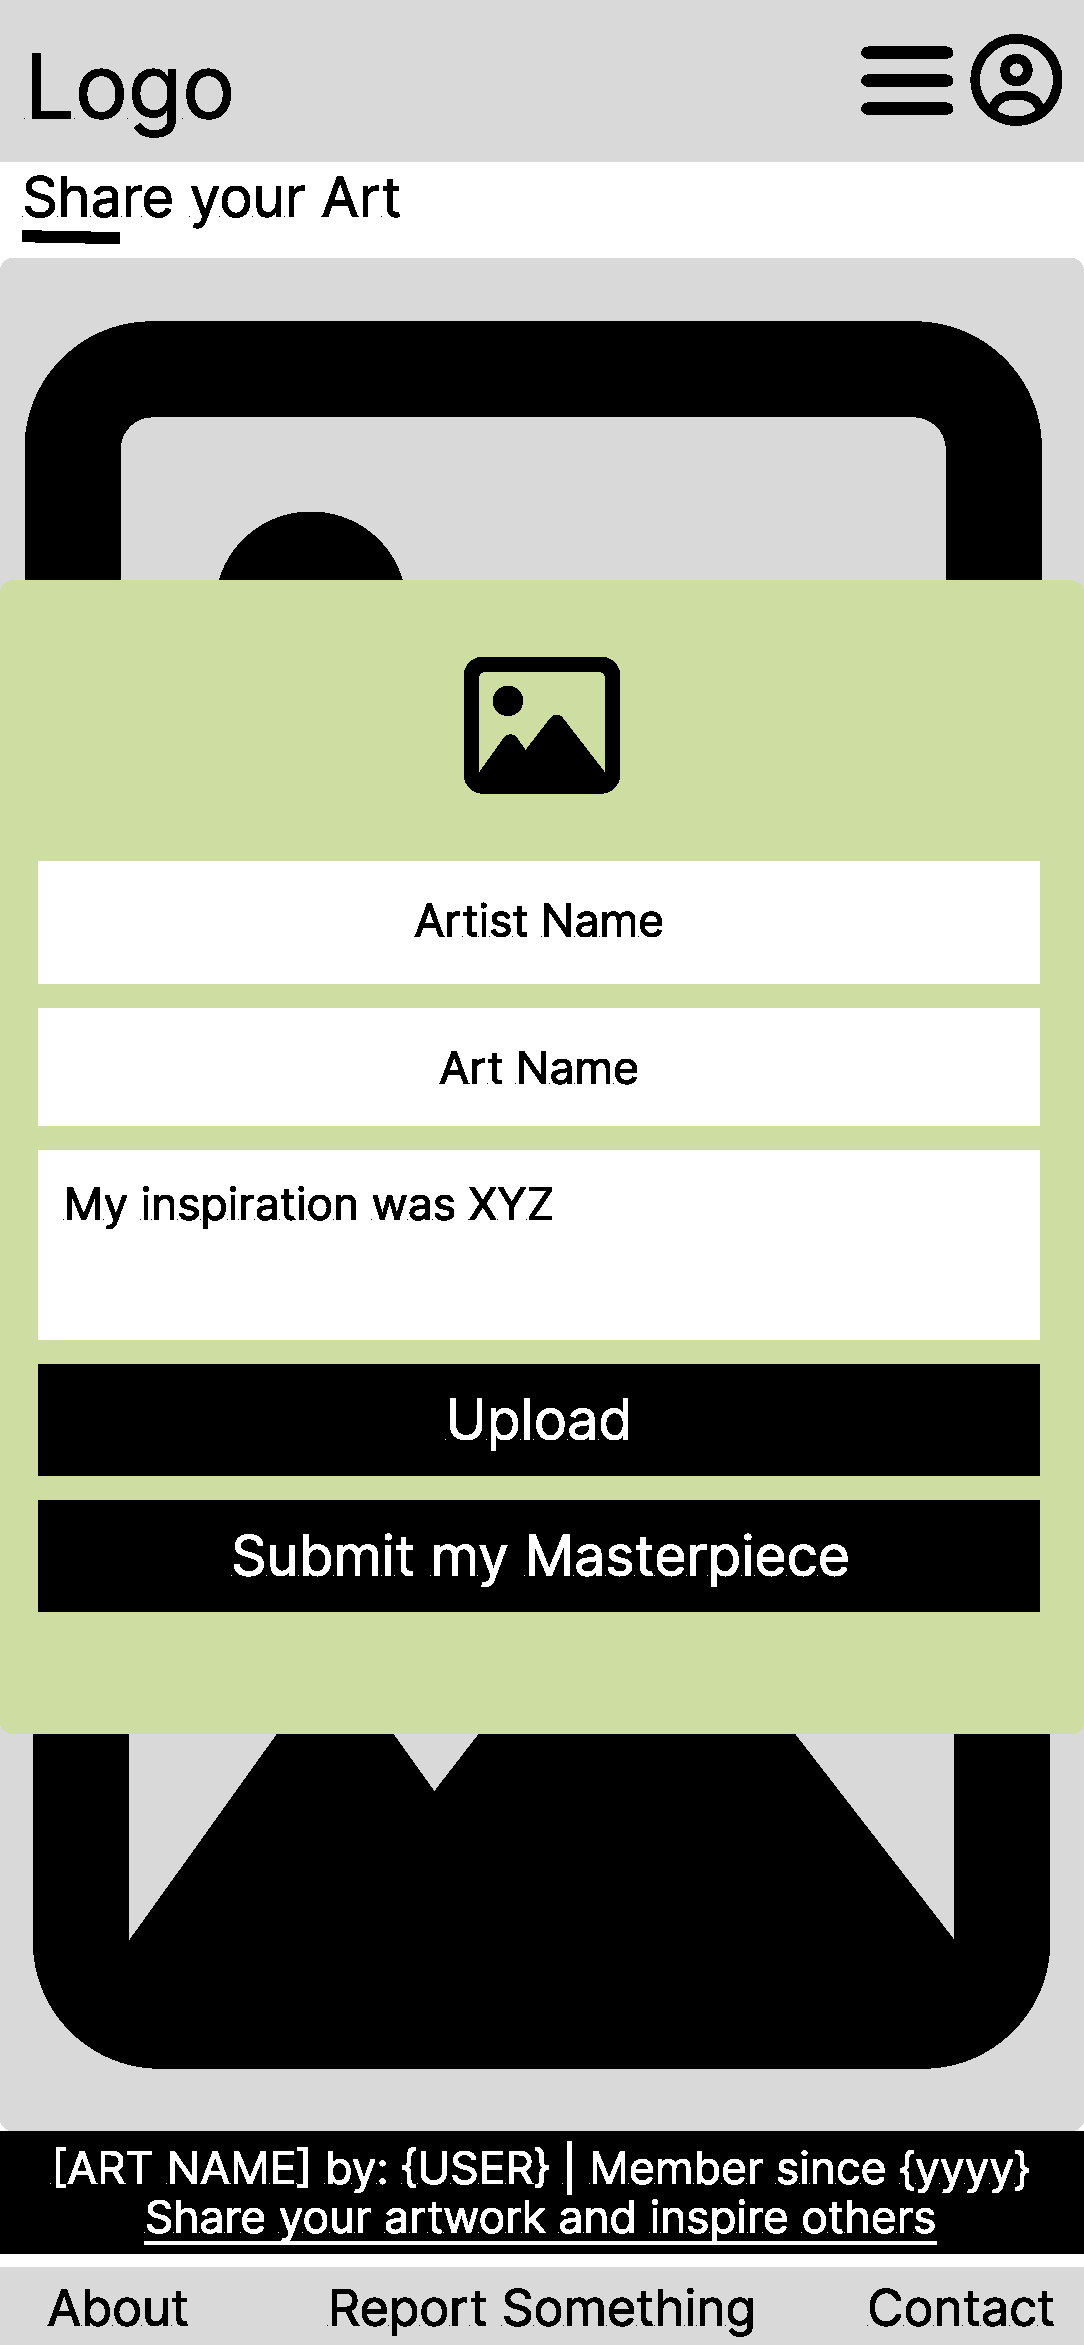 Logo
Share your Art
Artist Name
Art Name
My inspiration was XYZ
Upload
Submit my Masterpiece
[ART NAME] by: {USER} | Member since {yyyy}
Share your artwork and inspire others
About Report Something Contact